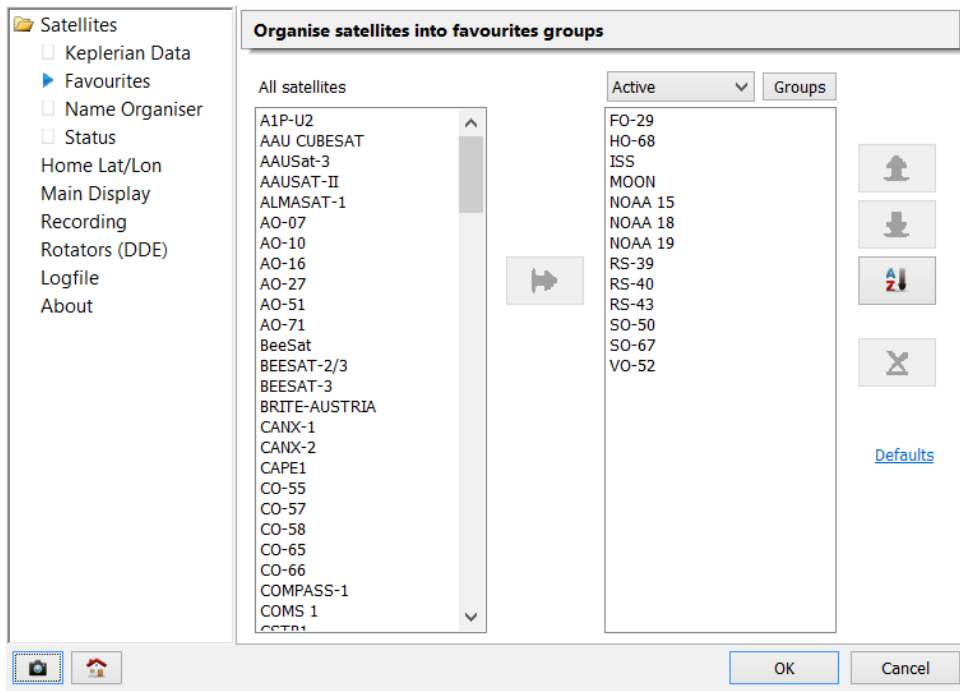 Satellites
Keplerian Data
Favourites
Name Organiser
Status
Home Lat/Lon
Main Display
Recording
Rotators (DDE)
Logfile
About
Organise satellites into favourites groups
All satellites
A1P-U2
AAU CUBESAT
AAUSat-3
AAUSAT-II
ALMASAT-1
AO-07
AO-10
AO-16
AO-27
AO-51
AO-71
BeeSat
BEESAT-2/3
BEESAT-3
BRITE-AUSTRIA
CANX-1
CANX-2
CAPE1
CO-55
CO-57
CO-58
CO-65
CO-66
COMPASS-1
COMS 1
Active
Groups
FO-29
HO-68
ISS
MOON
NOAA 15
NOAA 18
NOAA 19
RS-39
RS-40
RS-43
SO-50
SO-67
VO-52
A
Z
Defaults
OK
Cancel